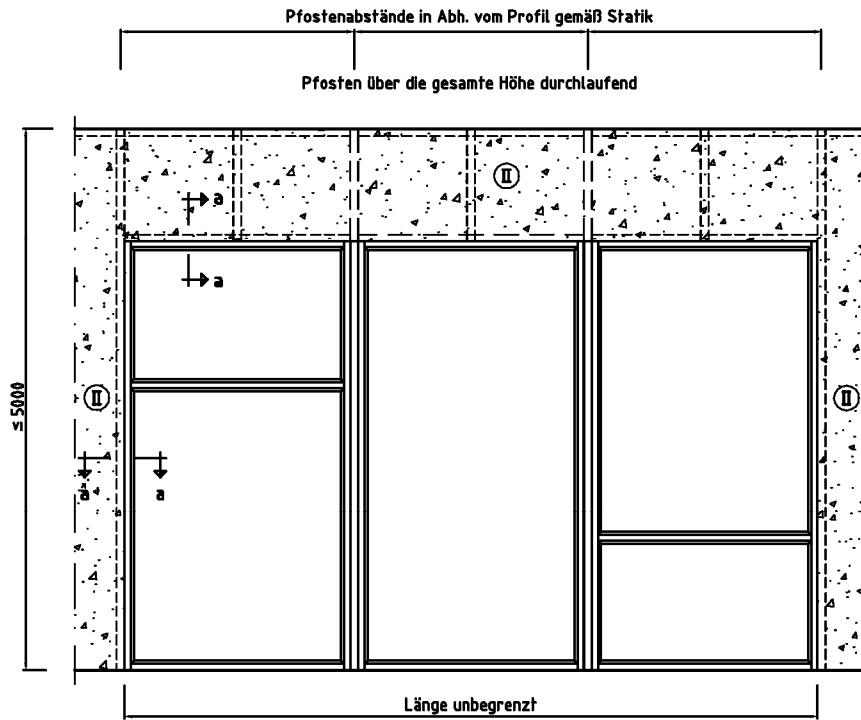 Pfostenabstände in Abh. vom Profil gemäß Statik
Pfosten über die gesamte Höhe durchlaufend
II
a
a
≤ 5000
II
II
a
a
Länge unbegrenzt